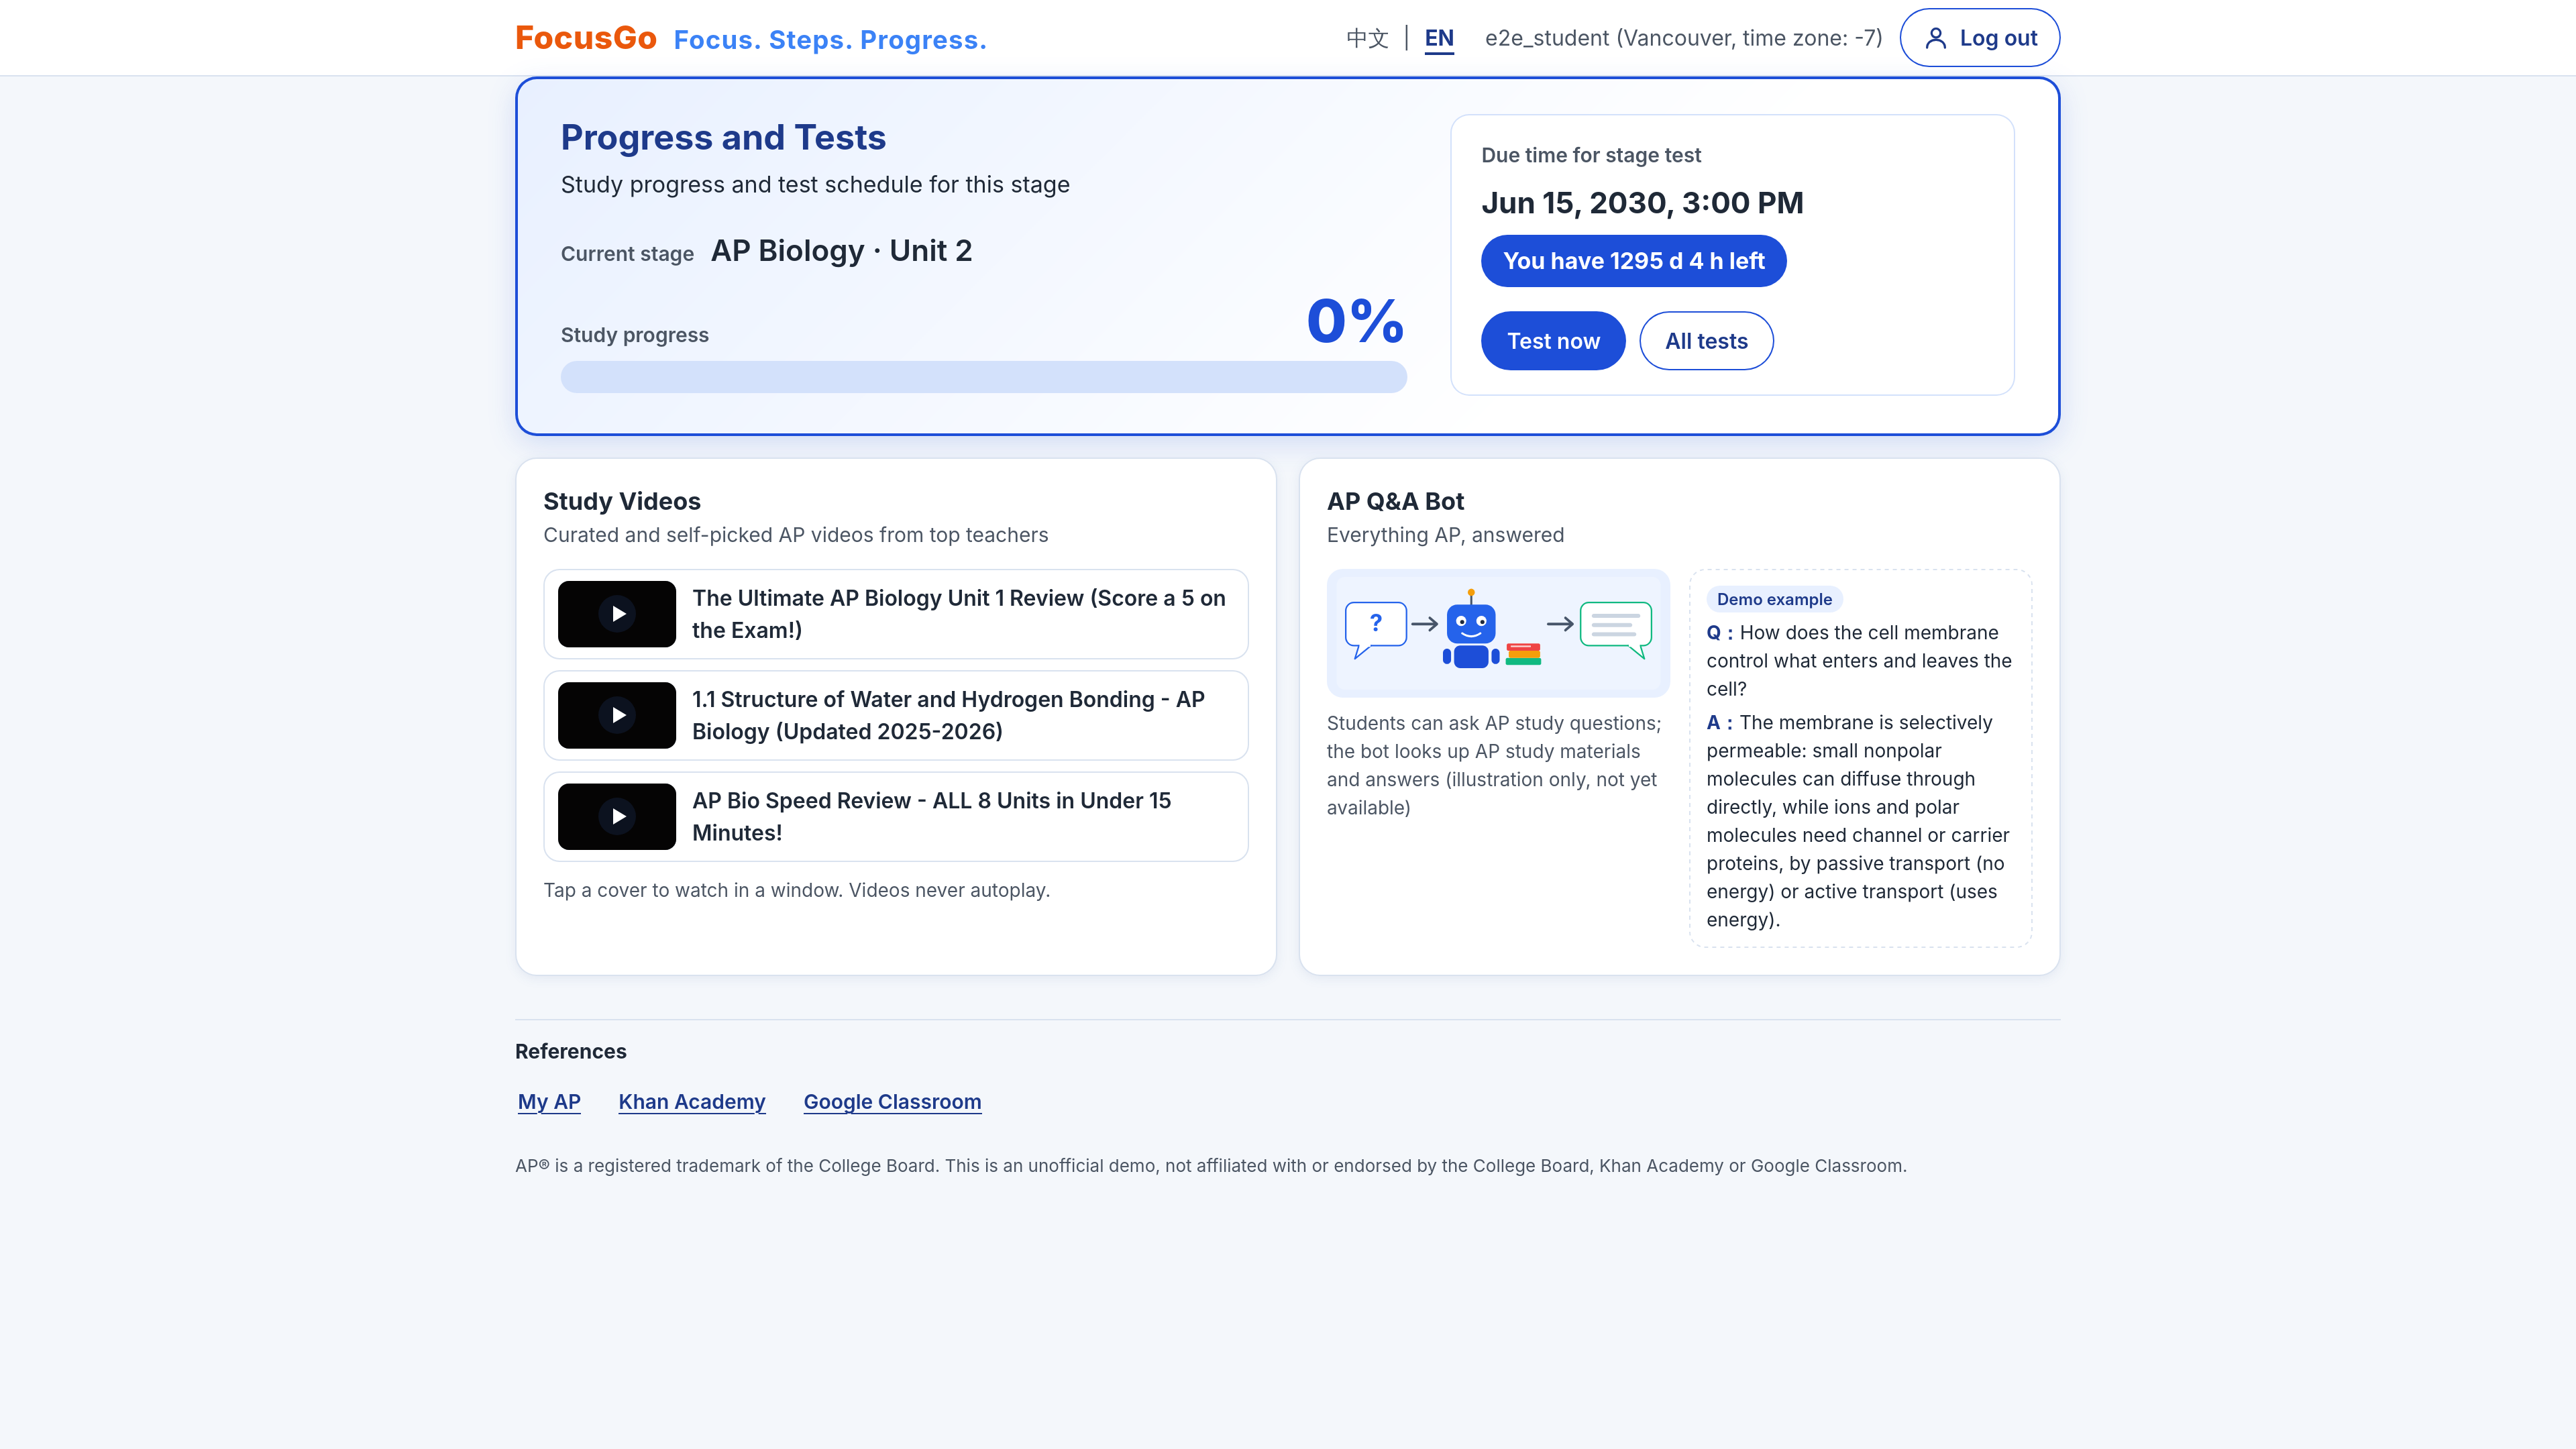 FocusGo Focus. Steps. Progress.
中文 | EN e2e_student (Vancouver, time zone: -7) Log out
Progress and Tests
Study progress and test schedule for this stage
Current stage AP Biology · Unit 2
Study progress 0%
Due time for stage test
Jun 15, 2030, 3:00 PM
You have 1295 d 4 h left
Test now All tests
Study Videos
Curated and self-picked AP videos from top teachers
The Ultimate AP Biology Unit 1 Review (Score a 5 on
the Exam!)
1.1 Structure of Water and Hydrogen Bonding - AP
Biology (Updated 2025-2026)
AP Bio Speed Review - ALL 8 Units in Under 15
Minutes!
Tap a cover to watch in a window. Videos never autoplay.
AP Q&A Bot
Everything AP, answered
?
Students can ask AP study questions;
the bot looks up AP study materials
and answers (illustration only, not yet
available)
Demo example
Q：How does the cell membrane
control what enters and leaves the
cell?
A：The membrane is selectively
permeable: small nonpolar
molecules can diffuse through
directly, while ions and polar
molecules need channel or carrier
proteins, by passive transport (no
energy) or active transport (uses
energy).
References
My AP Khan Academy Google Classroom
AP® is a registered trademark of the College Board. This is an unofficial demo, not affiliated with or endorsed by the College Board, Khan Academy or Google Classroom.